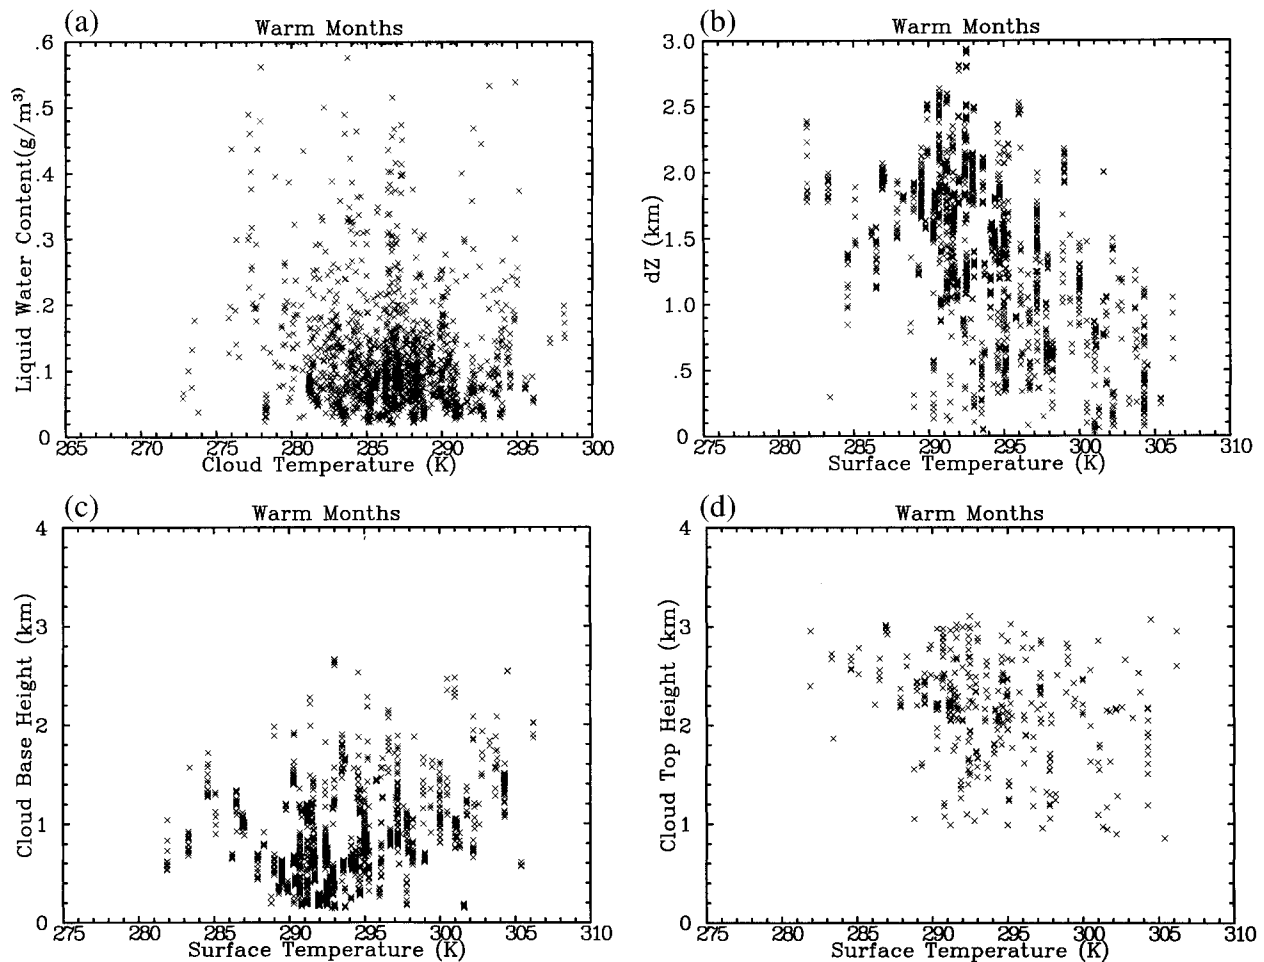 (a)
Warm Months
.6
.5
.4
.3
.2
.1
0
Liquid Water Content(g/m³)
265 270 275 280 285 290 295 300
Cloud Temperature (K)
(b)
Warm Months
3.0
2.5
2.0
1.5
1.0
.5
0
dZ (km)
275 280 285 290 295 300 305 310
Surface Temperature (K)
(c)
Warm Months
4
3
2
1
0
Cloud Base Height (km)
275 280 285 290 295 300 305 310
Surface Temperature (K)
(d)
Warm Months
4
3
2
1
0
Cloud Top Height (km)
275 280 285 290 295 300 305 310
Surface Temperature (K)